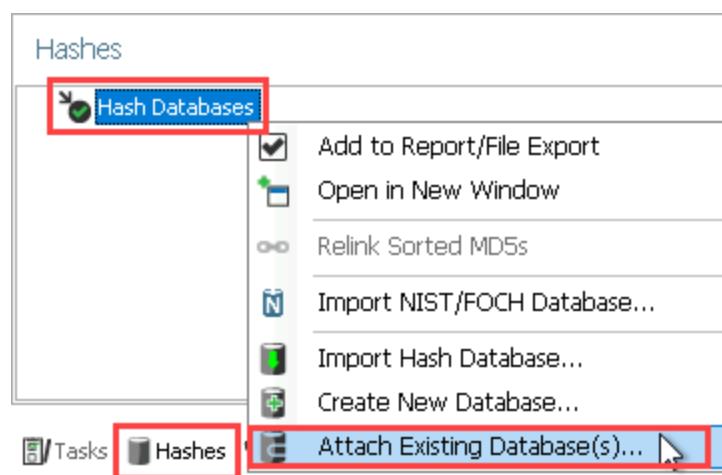 Hashes
Hash Databases
Add to Report/File Export
Open in New Window
Relink Sorted MD5s
N
Import NIST/FOCH Database...
Import Hash Database...
Create New Database...
Tasks
Hashes
Attach Existing Database(s)...